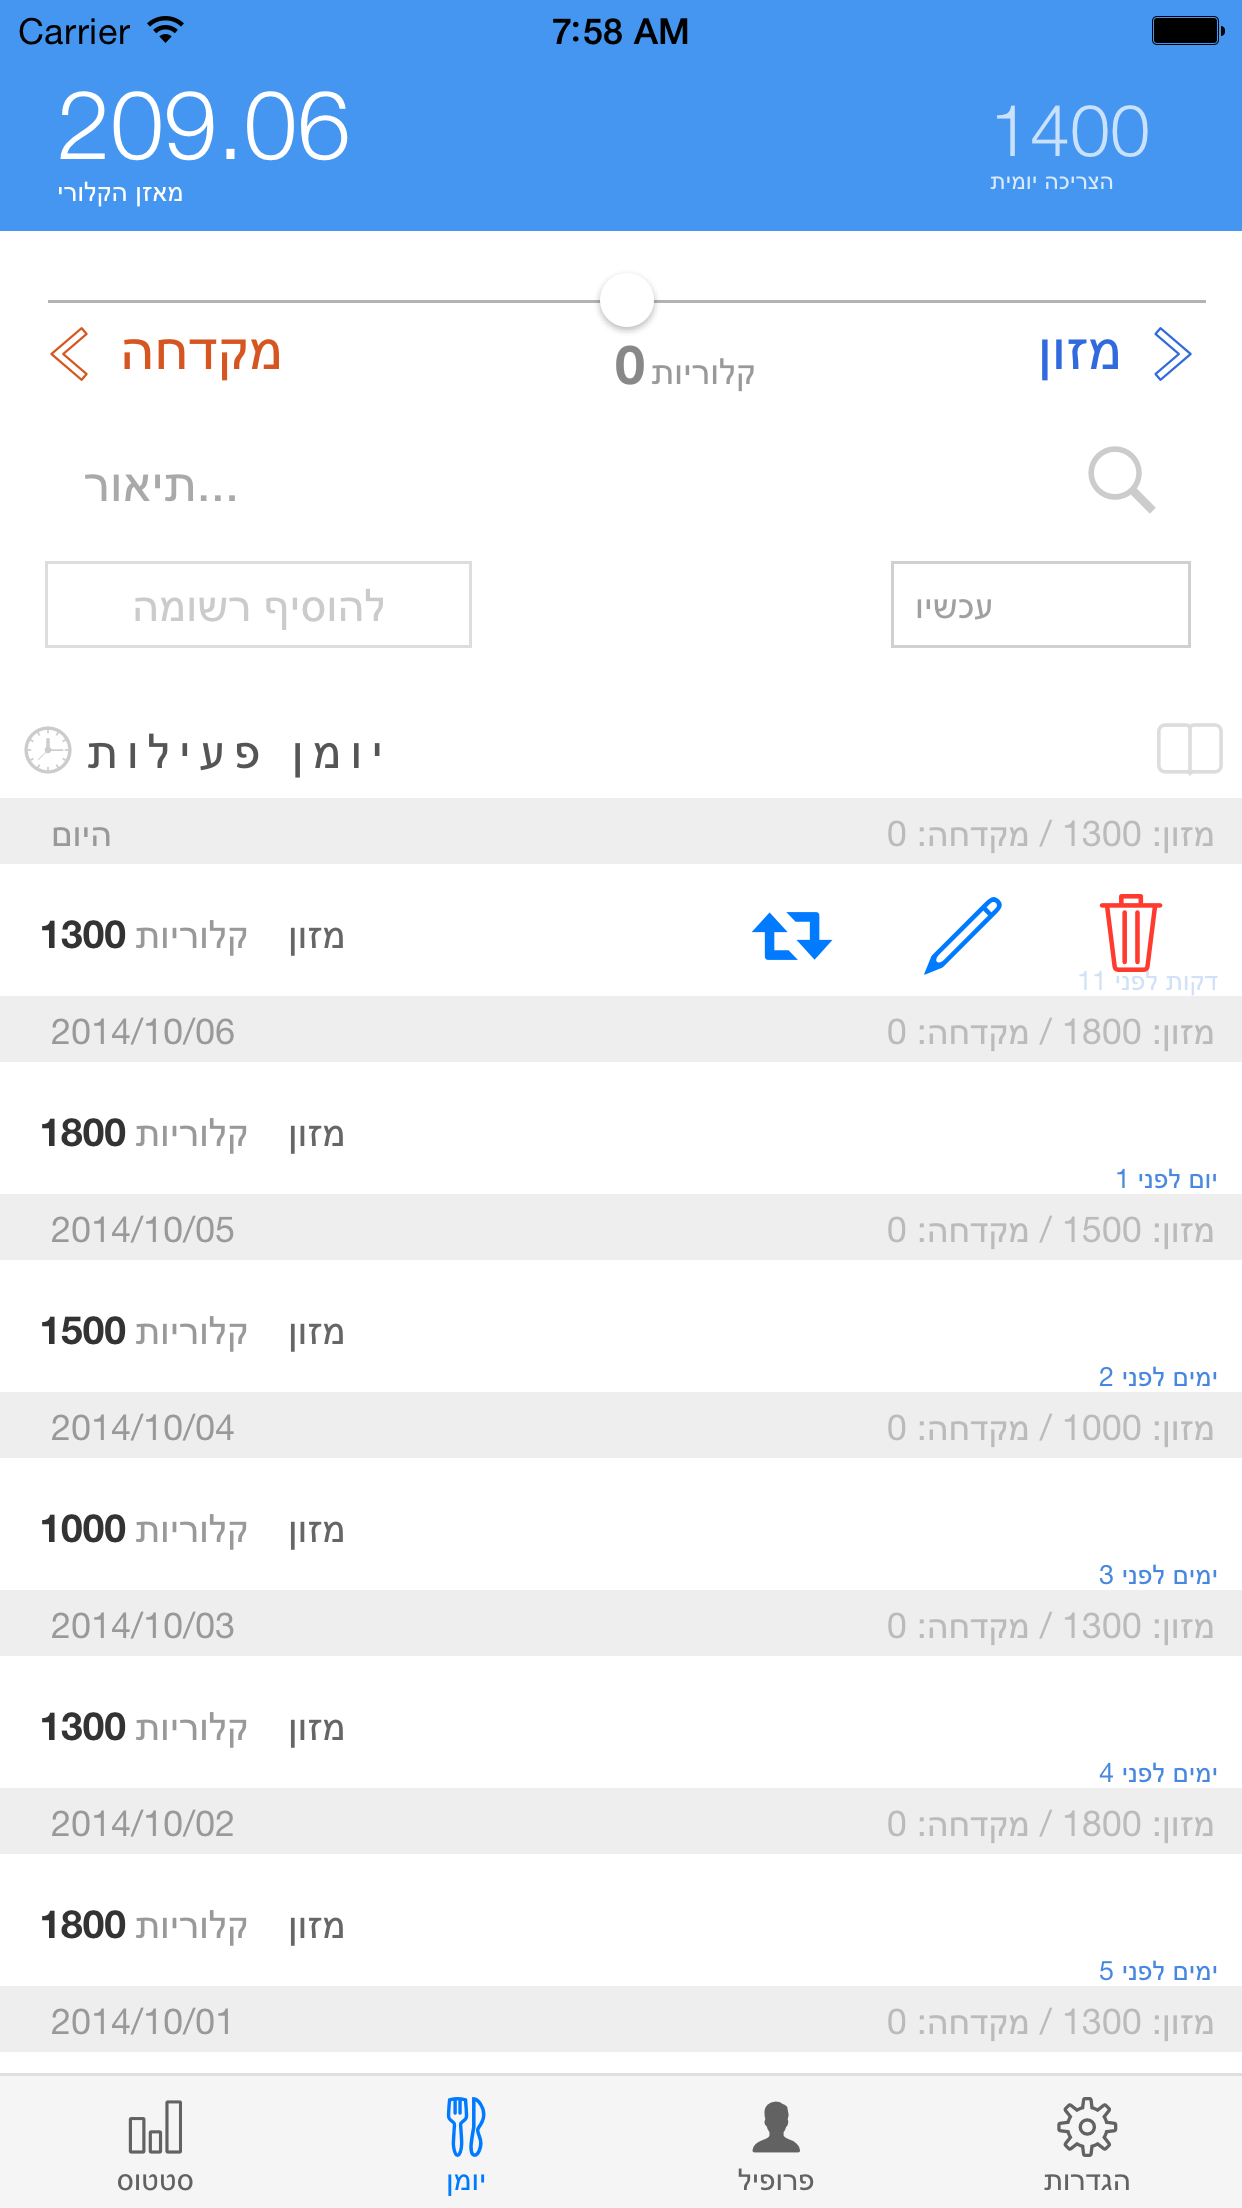 Carrier 7:58 AM
209.06
1400
מאזן הקלורי
הצריכה יומית
מקדחה
מזון
0 קלוריות
תיאור...
להוסיף רשומה
עכשיו
יומן פעילות
היום
מזון: 1300 / מקדחה: 0
1300 קלוריות מזון
דקות לפני 11
2014/10/06
מזון: 1800 / מקדחה: 0
1800 קלוריות מזון
יום לפני 1
2014/10/05
מזון: 1500 / מקדחה: 0
1500 קלוריות מזון
ימים לפני 2
2014/10/04
מזון: 1000 / מקדחה: 0
1000 קלוריות מזון
ימים לפני 3
2014/10/03
מזון: 1300 / מקדחה: 0
1300 קלוריות מזון
ימים לפני 4
2014/10/02
מזון: 1800 / מקדחה: 0
1800 קלוריות מזון
ימים לפני 5
2014/10/01
מזון: 1300 / מקדחה: 0
סטטוס
יומן
פרופיל
הגדרות